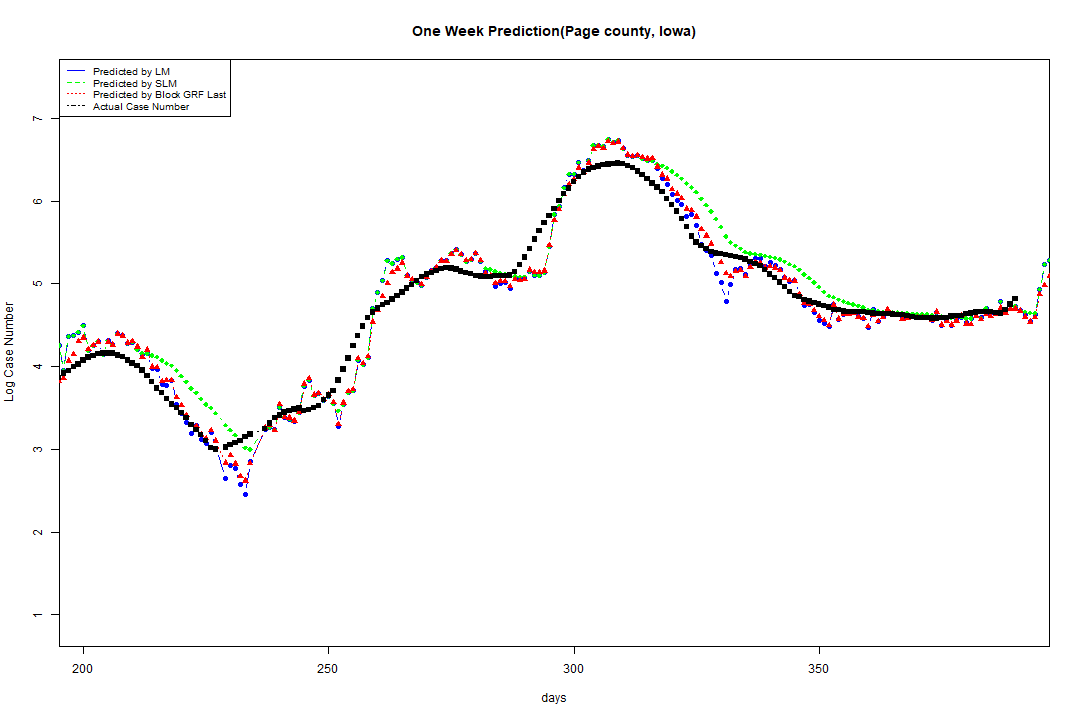 One Week Prediction(Page county, Iowa)
Predicted by LM
Predicted by SLM
Predicted by Block GRF Last
Actual Case Number
7
6
5
4
3
2
1
Log Case Number
200
250
300
350
days